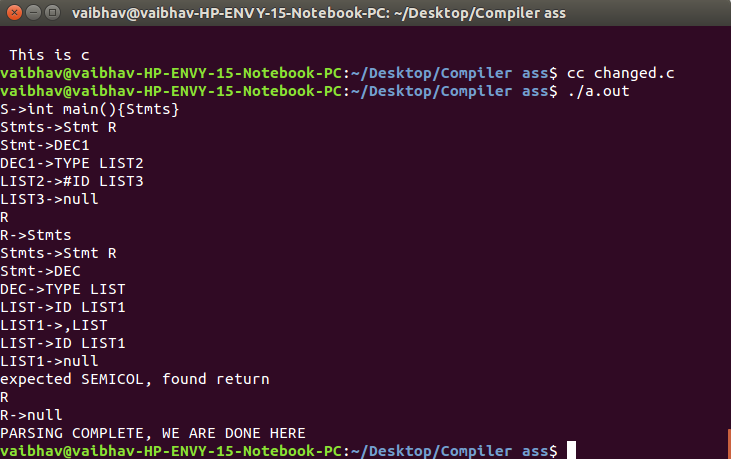 vaibhav@vaibhav-HP-ENVY-15-Notebook-PC: ~/Desktop/Compiler ass
This is c
vaibhav@vaibhav-HP-ENVY-15-Notebook-PC:~/Desktop/Compiler ass$ cc changed.c
vaibhav@vaibhav-HP-ENVY-15-Notebook-PC:~/Desktop/Compiler ass$ ./a.out
S->int main(){Stmts}
Stmts->Stmt R
Stmt->DEC1
DEC1->TYPE LIST2
LIST2->#ID LIST3
LIST3->null
R
R->Stmts
Stmts->Stmt R
Stmt->DEC
DEC->TYPE LIST
LIST->ID LIST1
LIST1->,LIST
LIST->ID LIST1
LIST1->null
expected SEMICOL, found return
R
R->null
PARSING COMPLETE, WE ARE DONE HERE
vaibhav@vaibhav-HP-ENVY-15-Notebook-PC:~/Desktop/Compiler ass$